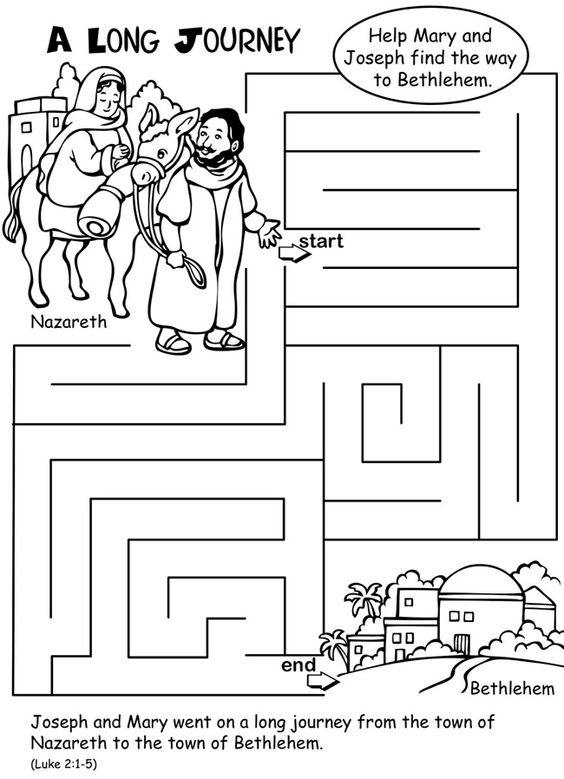 A LONG JOURNEY
Help Mary and
Joseph find the way
to Bethlehem.
start
Nazareth
end
Bethlehem
Joseph and Mary went on a long journey from the town of
Nazareth to the town of Bethlehem.
(Luke 2:1-5)